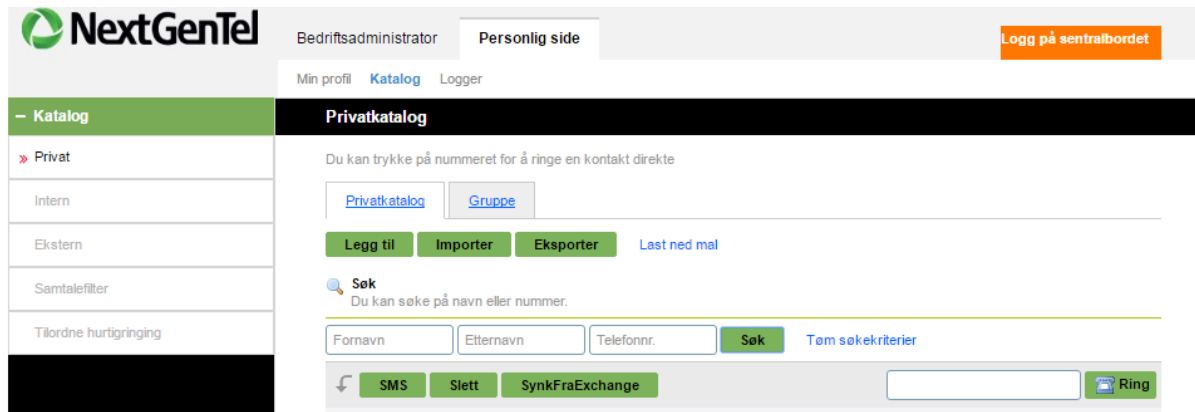 NextGenTel
Bedriftsadministrator Personlig side Logg på sentralbordet
Min profil Katalog Logger
– Katalog
Privatkatalog
» Privat
Du kan trykke på nummeret for å ringe en kontakt direkte
Intern
Privatkatalog Gruppe
Ekstern
Legg til Importer Eksporter Last ned mal
Samtalefilter
Søk
Du kan søke på navn eller nummer.
Tilordne hurtigringing
Fornavn Etternavn Telefonnr. Søk Tøm søkekriterier
SMS Slett SynkFraExchange Ring